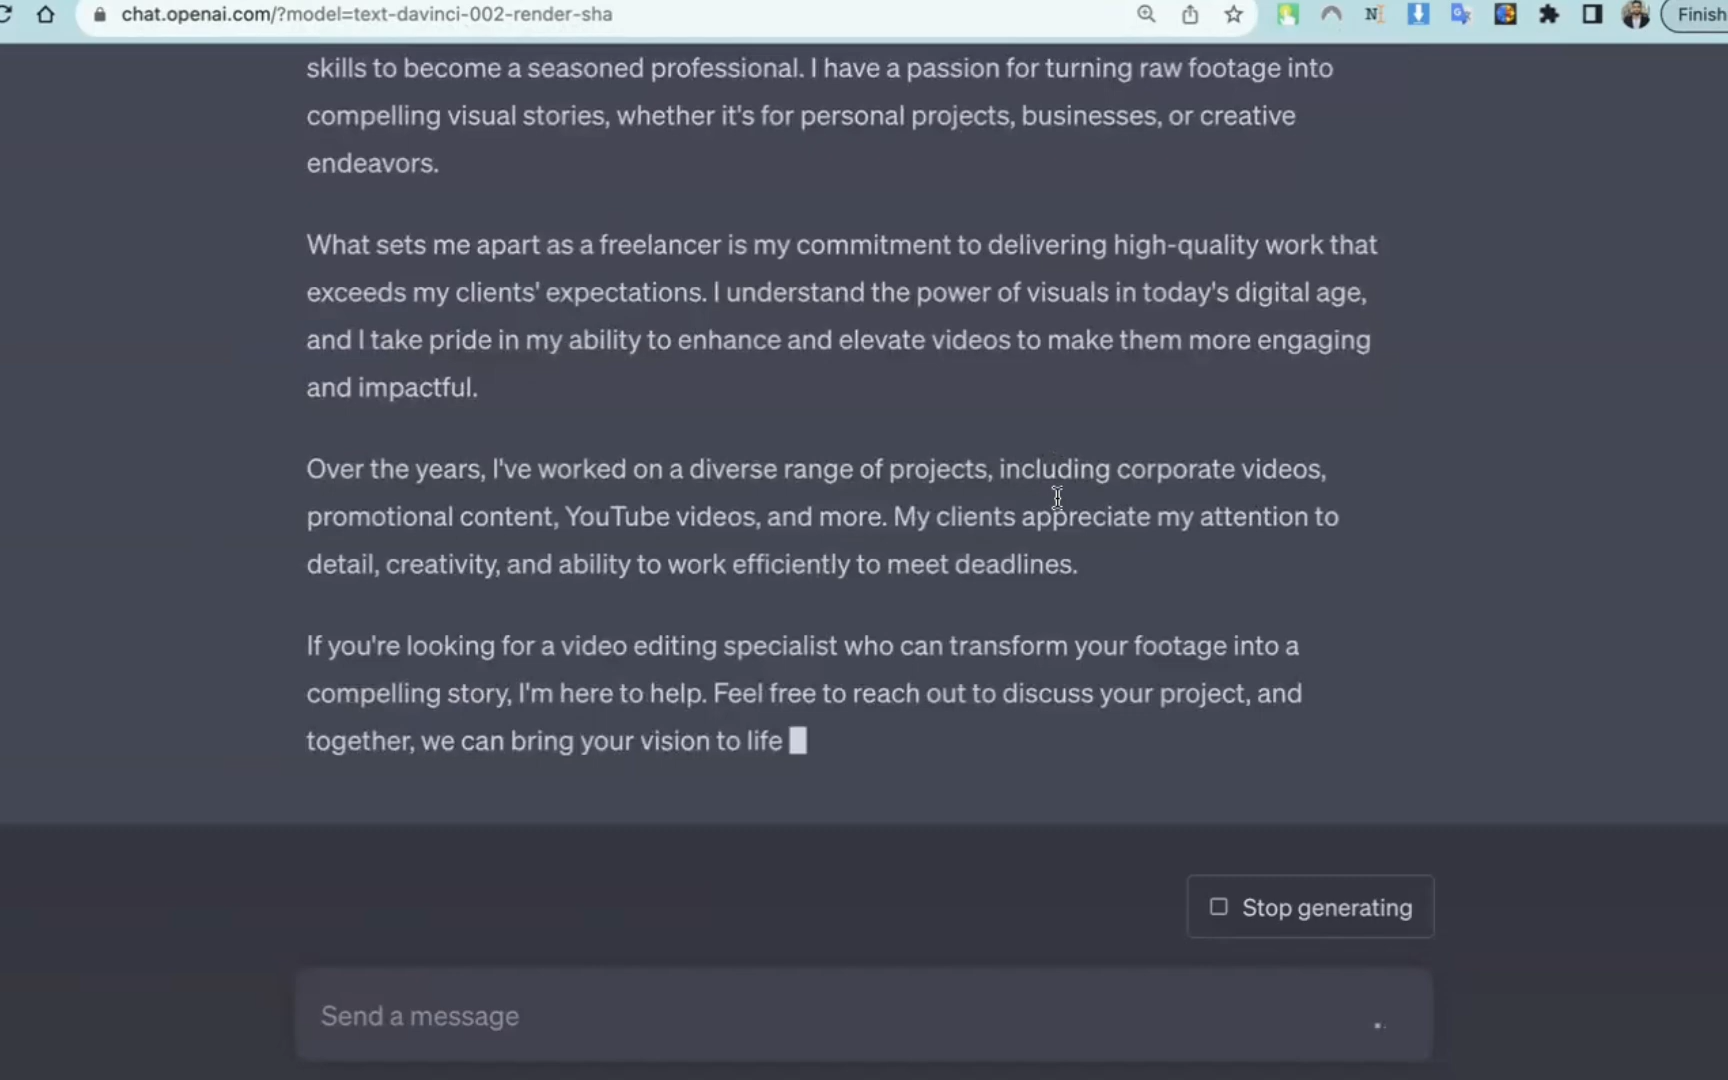 chat.openai.com/?model=text-davinci-002-render-sha
Finish
skills to become a seasoned professional. I have a passion for turning raw footage into
compelling visual stories, whether it's for personal projects, businesses, or creative
endeavors.
What sets me apart as a freelancer is my commitment to delivering high-quality work that
exceeds my clients' expectations. I understand the power of visuals in today's digital age,
and I take pride in my ability to enhance and elevate videos to make them more engaging
and impactful.
Over the years, I've worked on a diverse range of projects, including corporate videos,
promotional content, YouTube videos, and more. My clients appreciate my attention to
detail, creativity, and ability to work efficiently to meet deadlines.
If you're looking for a video editing specialist who can transform your footage into a
compelling story, I'm here to help. Feel free to reach out to discuss your project, and
together, we can bring your vision to life
Stop generating
Send a message